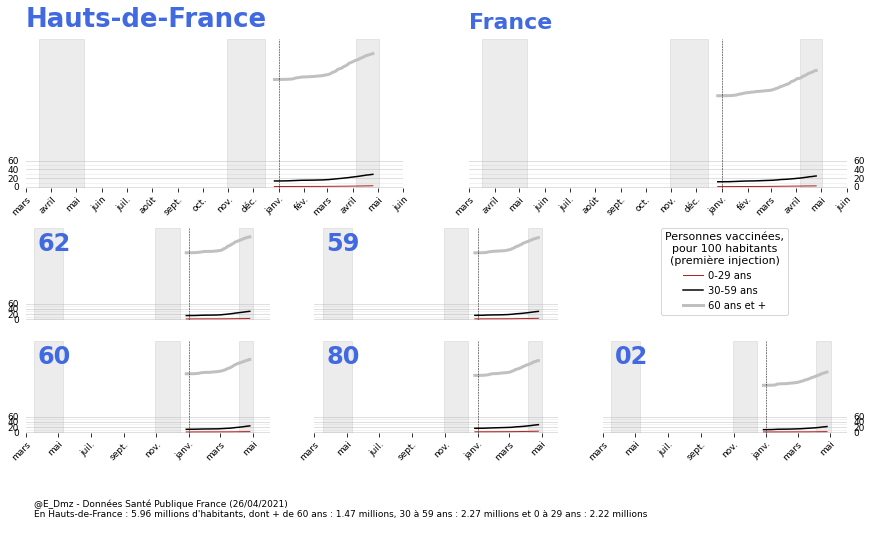 Hauts-de-France
France
60
40
20
0
mars avril mai juin juil. août sept. oct. nov. déc. janv. fév. mars avril mai juin
60
40
20
0
mars avril mai juin juil. août sept. oct. nov. déc. janv. fév. mars avril mai juin
62
60
40
20
0
59
Personnes vaccinées,
pour 100 habitants
(première injection)
0-29 ans
30-59 ans
60 ans et +
60
60
40
20
0
mars mai juil. sept. nov. janv. mars mai
80
mars mai juil. sept. nov. janv. mars mai
02
60
40
20
0
mars mai juil. sept. nov. janv. mars mai
@E_Dmz - Données Santé Publique France (26/04/2021)
En Hauts-de-France : 5.96 millions d'habitants, dont + de 60 ans : 1.47 millions, 30 à 59 ans : 2.27 millions et 0 à 29 ans : 2.22 millions